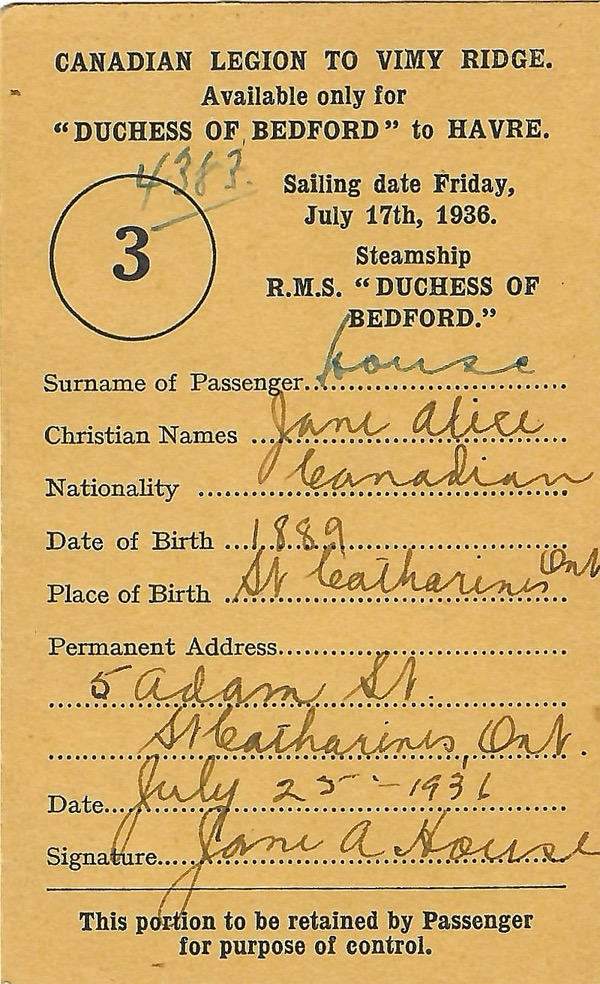 CANADIAN LEGION TO VIMY RIDGE.
Available only for
“DUCHESS OF BEDFORD” to HAVRE.
4383.
3
Sailing date Friday,
July 17th, 1936.
Steamship
R.M.S. “DUCHESS OF
BEDFORD.”
Surname of Passenger House
Christian Names Jane Alice
Nationality Canadian
Date of Birth 1889
Place of Birth St Catharines Ont
Permanent Address
5 Adam St.
St Catharines, Ont.
Date July 25 - 1936
Signature Jane A House
This portion to be retained by Passenger
for purpose of control.